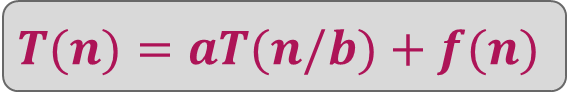 T(n) = aT(n/b) + f(n)